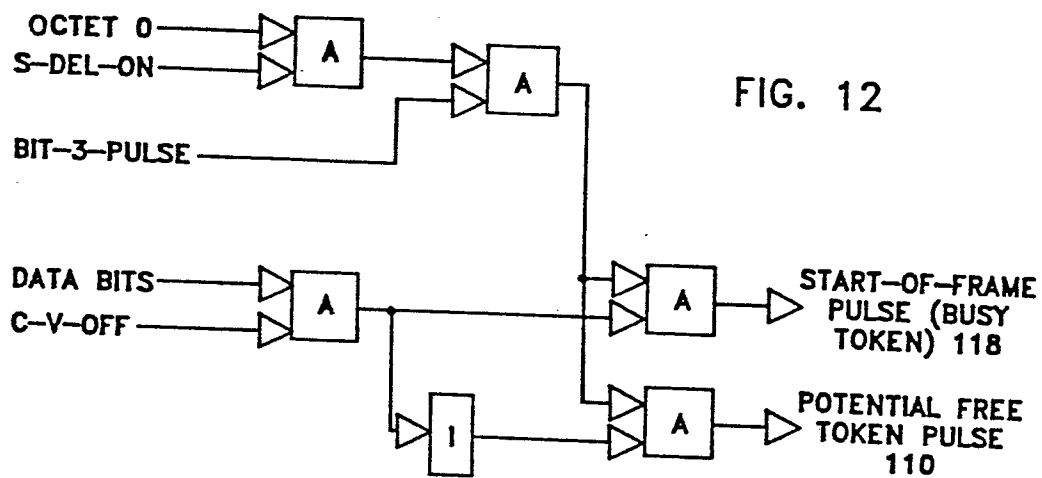 OCTET 0
S-DEL-ON
A
A
FIG. 12
BIT-3-PULSE
DATA BITS
C-V-OFF
A
A
START-OF-FRAME
PULSE (BUSY
TOKEN) 118
I
A
POTENTIAL FREE
TOKEN PULSE
110